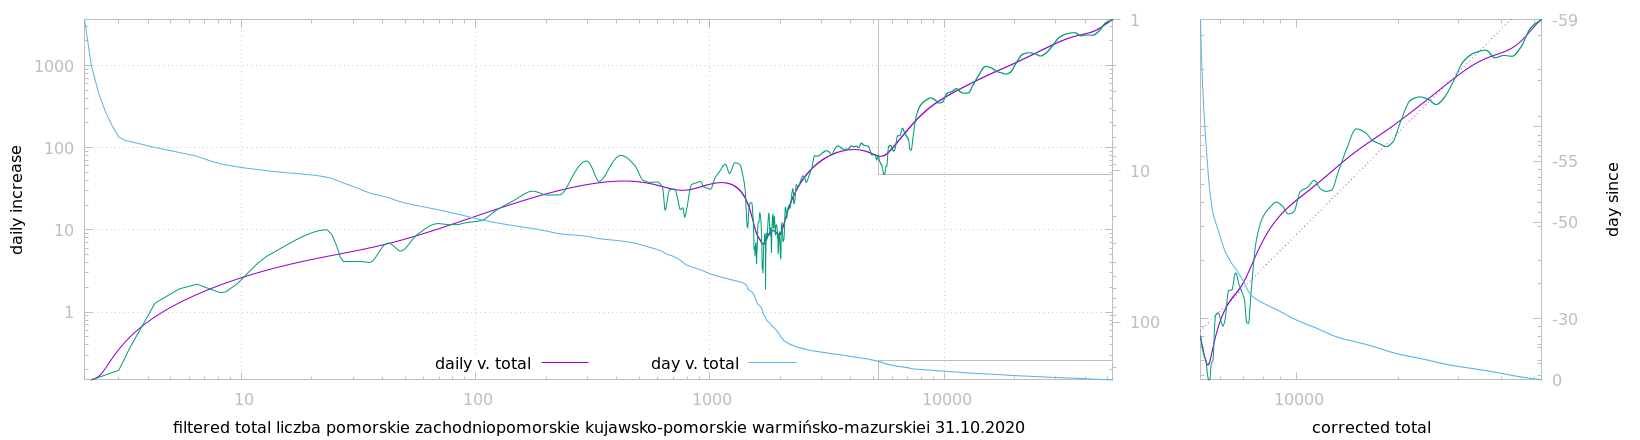 daily increase
1000
100
10
1
1
10
100
daily v. total
day v. total
10
100
1000
10000
filtered total liczba pomorskie zachodniopomorskie kujawsko-pomorskie warmińsko-mazurskiei 31.10.2020
-59
-55
-50
-30
0
day since
10000
corrected total